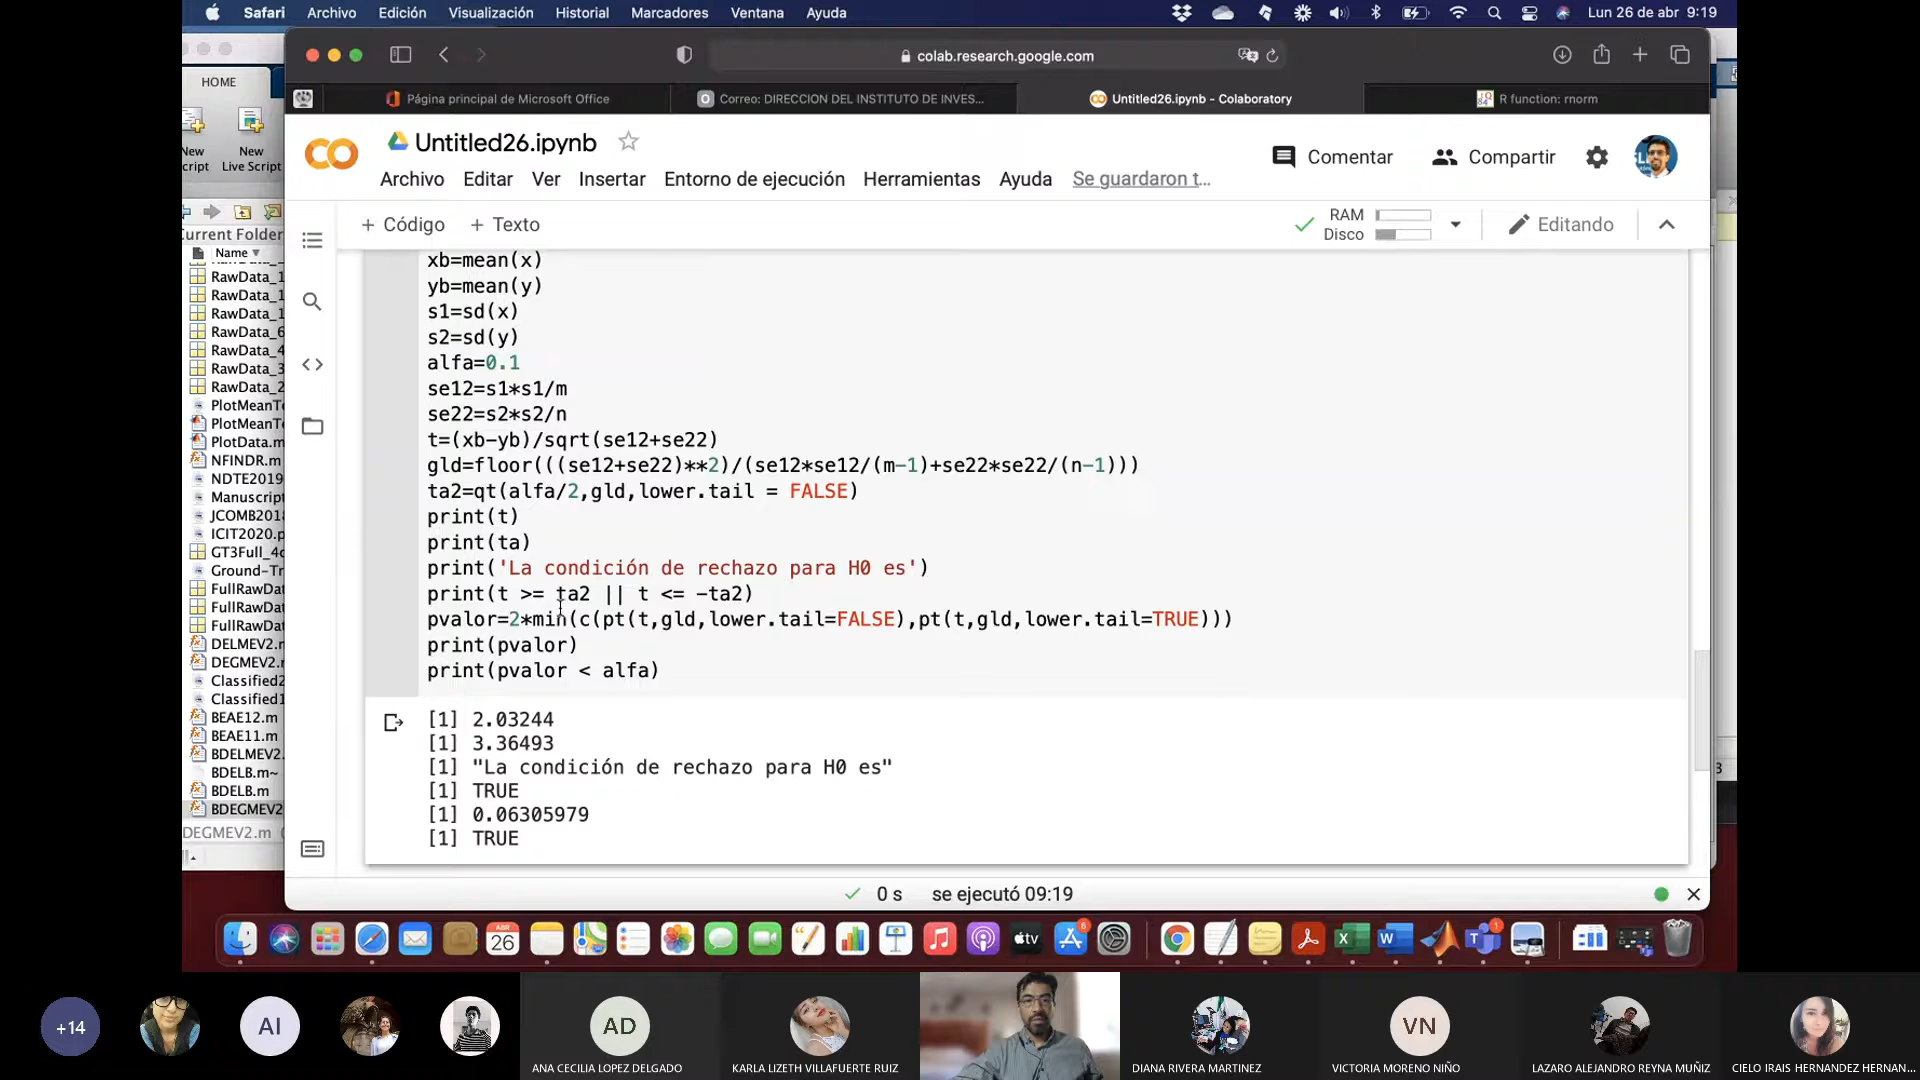 Safari Archivo Edición Visualización Historial Marcadores Ventana Ayuda Lun 26 de abr 9:19
colab.research.google.com
Página principal de Microsoft Office
Correo: DIRECCION DEL INSTITUTO DE INVES...
Untitled26.ipynb - Colaboratory
R function: rnorm
HOME
New
cript
New
Live Script
Current Folder
Name
RawData_1
RawData_1
RawData_1
RawData_6
RawData_4
RawData_3
RawData_2
PlotMeanTe
PlotMeanTe
PlotData.m
NFINDR.m
NDTE2019
Manuscript
JCOMB2018
ICIT2020.p
GT3Full_4c
Ground-Tr
FullRawDat
FullRawDat
FullRawDat
DELMEV2.m
DEGMEV2.
Classified2
Classified1
BEAE12.m
BEAE11.m
BDELMEV2.
BDELB.m~
BDELB.m
BDEGMEV2
DEGMEV2.m (
Untitled26.ipynb
Comentar
Compartir
Archivo Editar Ver Insertar Entorno de ejecución Herramientas Ayuda Se guardaron t...
+ Código + Texto
RAM
Disco
Editando
xb=mean(x)
yb=mean(y)
s1=sd(x)
s2=sd(y)
alfa=0.1
se12=s1*s1/m
se22=s2*s2/n
t=(xb-yb)/sqrt(se12+se22)
gld=floor(((se12+se22)**2)/(se12*se12/(m-1)+se22*se22/(n-1)))
ta2=qt(alfa/2,gld,lower.tail = FALSE)
print(t)
print(ta)
print('La condición de rechazo para H0 es')
print(t >= ta2 || t <= -ta2)
pvalor=2*min(c(pt(t,gld,lower.tail=FALSE),pt(t,gld,lower.tail=TRUE)))
print(pvalor)
print(pvalor < alfa)
[1] 2.03244
[1] 3.36493
[1] "La condición de rechazo para H0 es"
[1] TRUE
[1] 0.06305979
[1] TRUE
0 s se ejecutó 09:19
ABR
26
tv
6
1
+14
AI
AD
VN
ANA CECILIA LOPEZ DELGADO
KARLA LIZETH VILLAFUERTE RUIZ
DIANA RIVERA MARTINEZ
VICTORIA MORENO NIÑO
LAZARO ALEJANDRO REYNA MUÑIZ
CIELO IRAIS HERNANDEZ HERNAN...